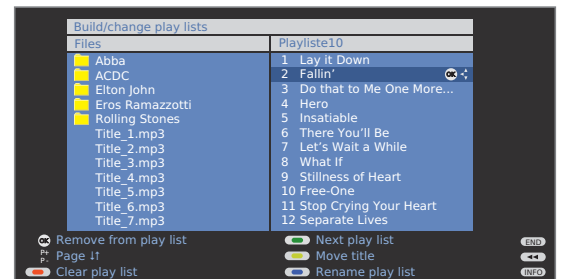 Build/change play lists
Files
Abba
ACDC
Elton John
Eros Ramazzotti
Rolling Stones
Title_1.mp3
Title_2.mp3
Title_3.mp3
Title_4.mp3
Title_5.mp3
Title_6.mp3
Title_7.mp3
Playliste10
1 Lay it Down
2 Fallin’ OK
3 Do that to Me One More...
4 Hero
5 Insatiable
6 There You’ll Be
7 Let’s Wait a While
8 What If
9 Stillness of Heart
10 Free-One
11 Stop Crying Your Heart
12 Separate Lives
OK Remove from play list
P+ P- Page ↓↑
Clear play list
Next play list
Move title
Rename play list
END
◄◄
INFO